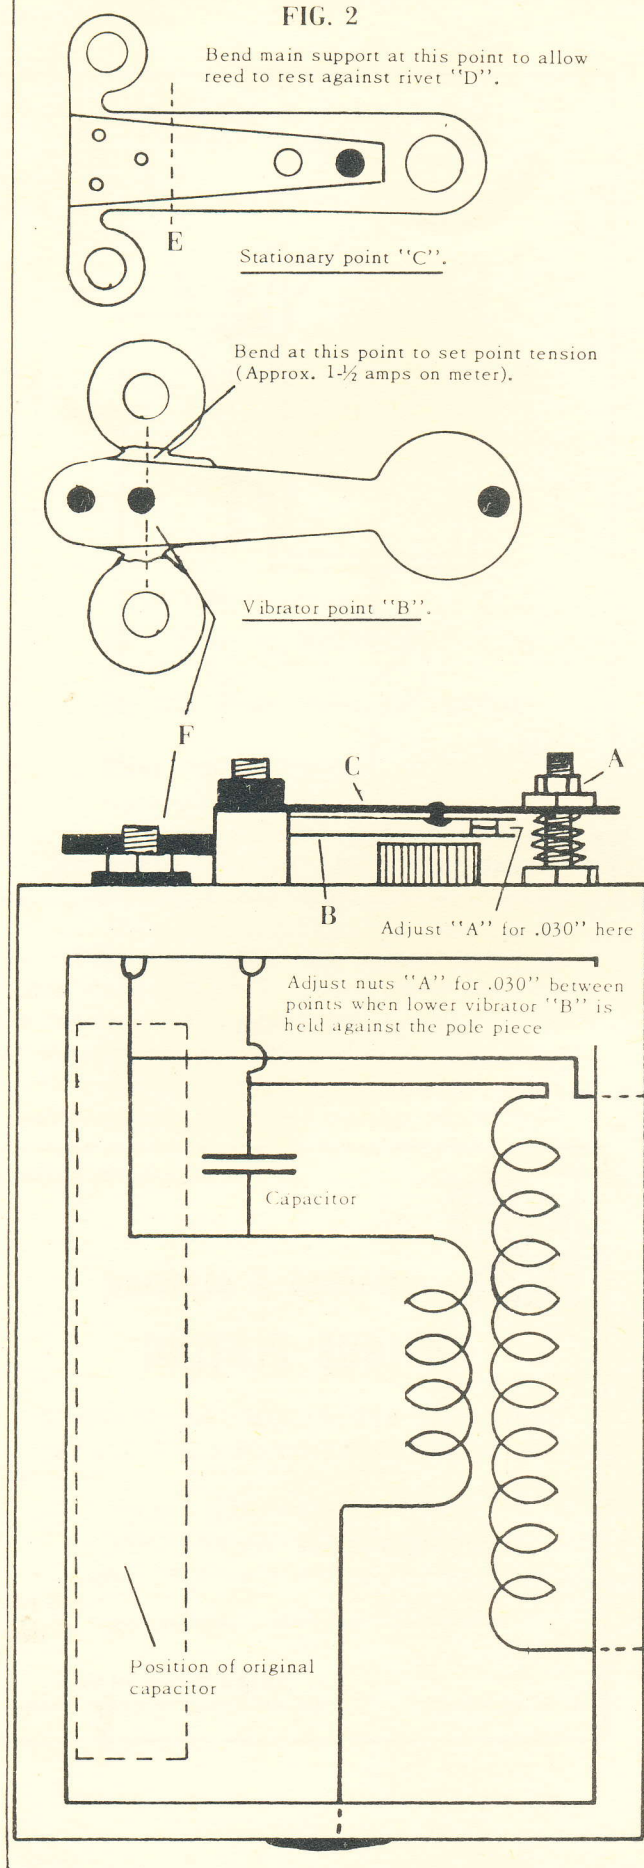 FIG. 2
Bend main support at this point to allow
reed to rest against rivet "D".
E
Stationary point "C".
Bend at this point to set point tension
(Approx. 1-½ amps on meter).
Vibrator point "B".
F
C
A
B
Adjust "A" for .030" here
Adjust nuts "A" for .030" between
points when lower vibrator "B" is
held against the pole piece
Capacitor
Position of original
capacitor